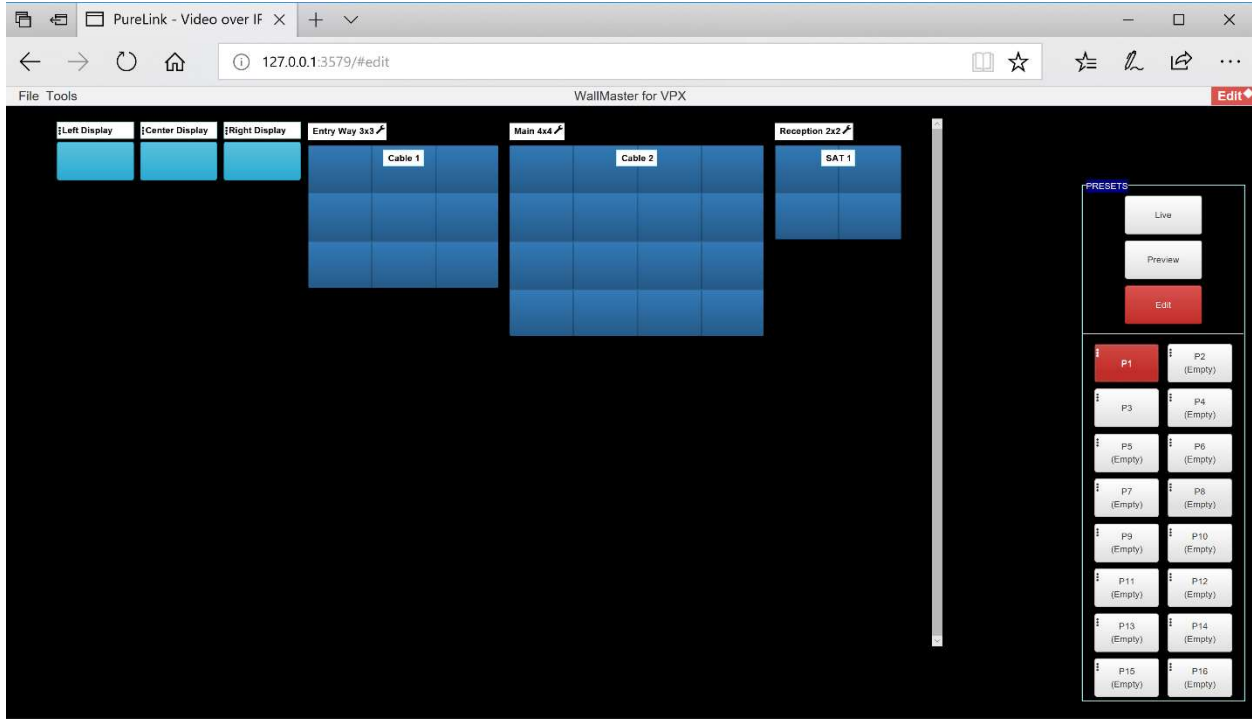 PureLink - Video over IF
127.0.0.1:3579/#edit
File Tools
WallMaster for VPX
Edit
Left Display
Center Display
Right Display
Entry Way 3x3
Main 4x4
Reception 2x2
Cable 1
Cable 2
SAT 1
PRESETS
Live
Preview
Edit
P1
P2
(Empty)
P3
P4
(Empty)
P5
(Empty)
P6
(Empty)
P7
(Empty)
P8
(Empty)
P9
(Empty)
P10
(Empty)
P11
(Empty)
P12
(Empty)
P13
(Empty)
P14
(Empty)
P15
(Empty)
P16
(Empty)